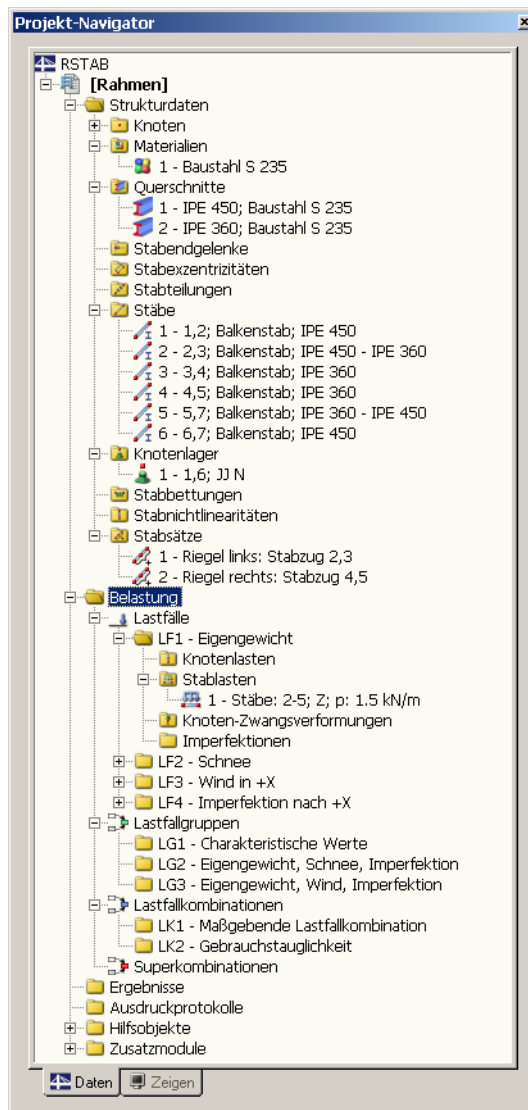 Projekt-Navigator
RSTAB
[Rahmen]
Strukturdaten
Knoten
Materialien
1 - Baustahl S 235
Querschnitte
1 - IPE 450; Baustahl S 235
2 - IPE 360; Baustahl S 235
Stabendgelenke
Stabexzentrizitäten
Stabteilungen
Stäbe
1 - 1,2; Balkenstab; IPE 450
2 - 2,3; Balkenstab; IPE 450 - IPE 360
3 - 3,4; Balkenstab; IPE 360
4 - 4,5; Balkenstab; IPE 360
5 - 5,7; Balkenstab; IPE 360 - IPE 450
6 - 6,7; Balkenstab; IPE 450
Knotenlager
1 - 1,6; JJ N
Stabbettungen
Stabnichtlinearitäten
Stabsätze
1 - Riegel links: Stabzug 2,3
2 - Riegel rechts: Stabzug 4,5
Belastung
Lastfälle
LF1 - Eigengewicht
Knotenlasten
Stablasten
1 - Stäbe: 2-5; Z; p: 1.5 kN/m
Knoten-Zwangsverformungen
Imperfektionen
LF2 - Schnee
LF3 - Wind in +X
LF4 - Imperfektion nach +X
Lastfallgruppen
LG1 - Charakteristische Werte
LG2 - Eigengewicht, Schnee, Imperfektion
LG3 - Eigengewicht, Wind, Imperfektion
Lastfallkombinationen
LK1 - Maßgebende Lastfallkombination
LK2 - Gebrauchstauglichkeit
Superkombinationen
Ergebnisse
Ausdruckprotokolle
Hilfsobjekte
Zusatzmodule
Daten Zeigen